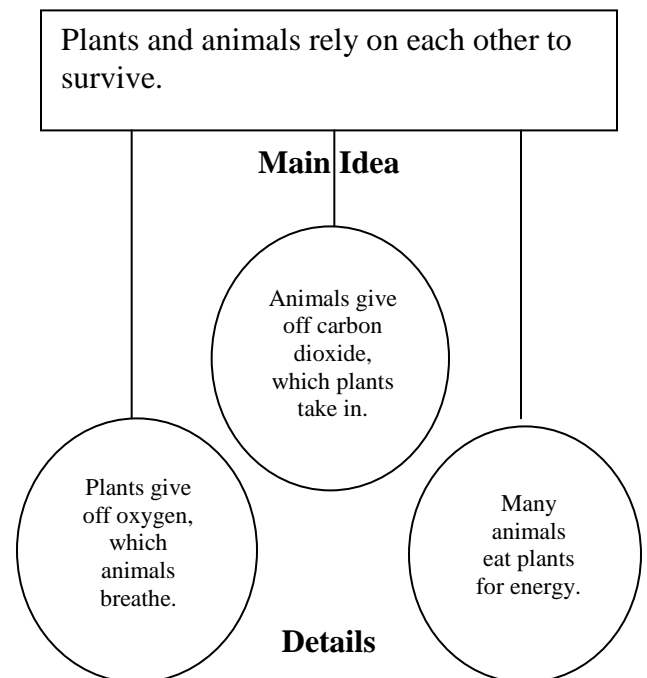 Plants and animals rely on each other to
survive.
Main Idea
Animals give
off carbon
dioxide,
which plants
take in.
Plants give
off oxygen,
which
animals
breathe.
Many
animals
eat plants
for energy.
Details